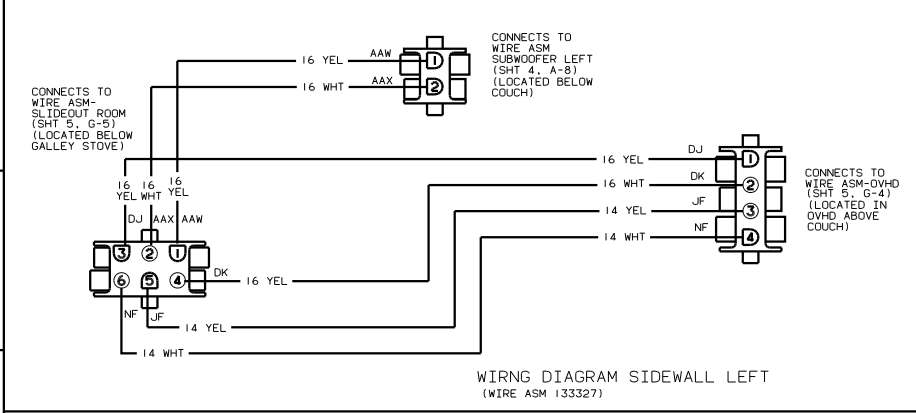 CONNECTS TO
WIRE ASM
SUBWOOFER LEFT
(SHT 4, A-8)
(LOCATED BELOW
COUCH)
16 YEL
AAW
1
16 WHT
AAX
2
CONNECTS TO
WIRE ASM-
SLIDEOUT ROOM
(SHT 5, G-5)
(LOCATED BELOW
GALLEY STOVE)
16 YEL
DJ
1
16 WHT
DK
2
14 YEL
JF
3
14 WHT
NF
4
CONNECTS TO
WIRE ASM-OVHD
(SHT 5, G-4)
(LOCATED IN
OVHD ABOVE
COUCH)
16
YEL
16
WHT
16
YEL
DJ
AAX
AAW
3
2
1
6
5
4
DK
16 YEL
NF
JF
14 YEL
14 WHT
WIRNG DIAGRAM SIDEWALL LEFT
(WIRE ASM 133327)